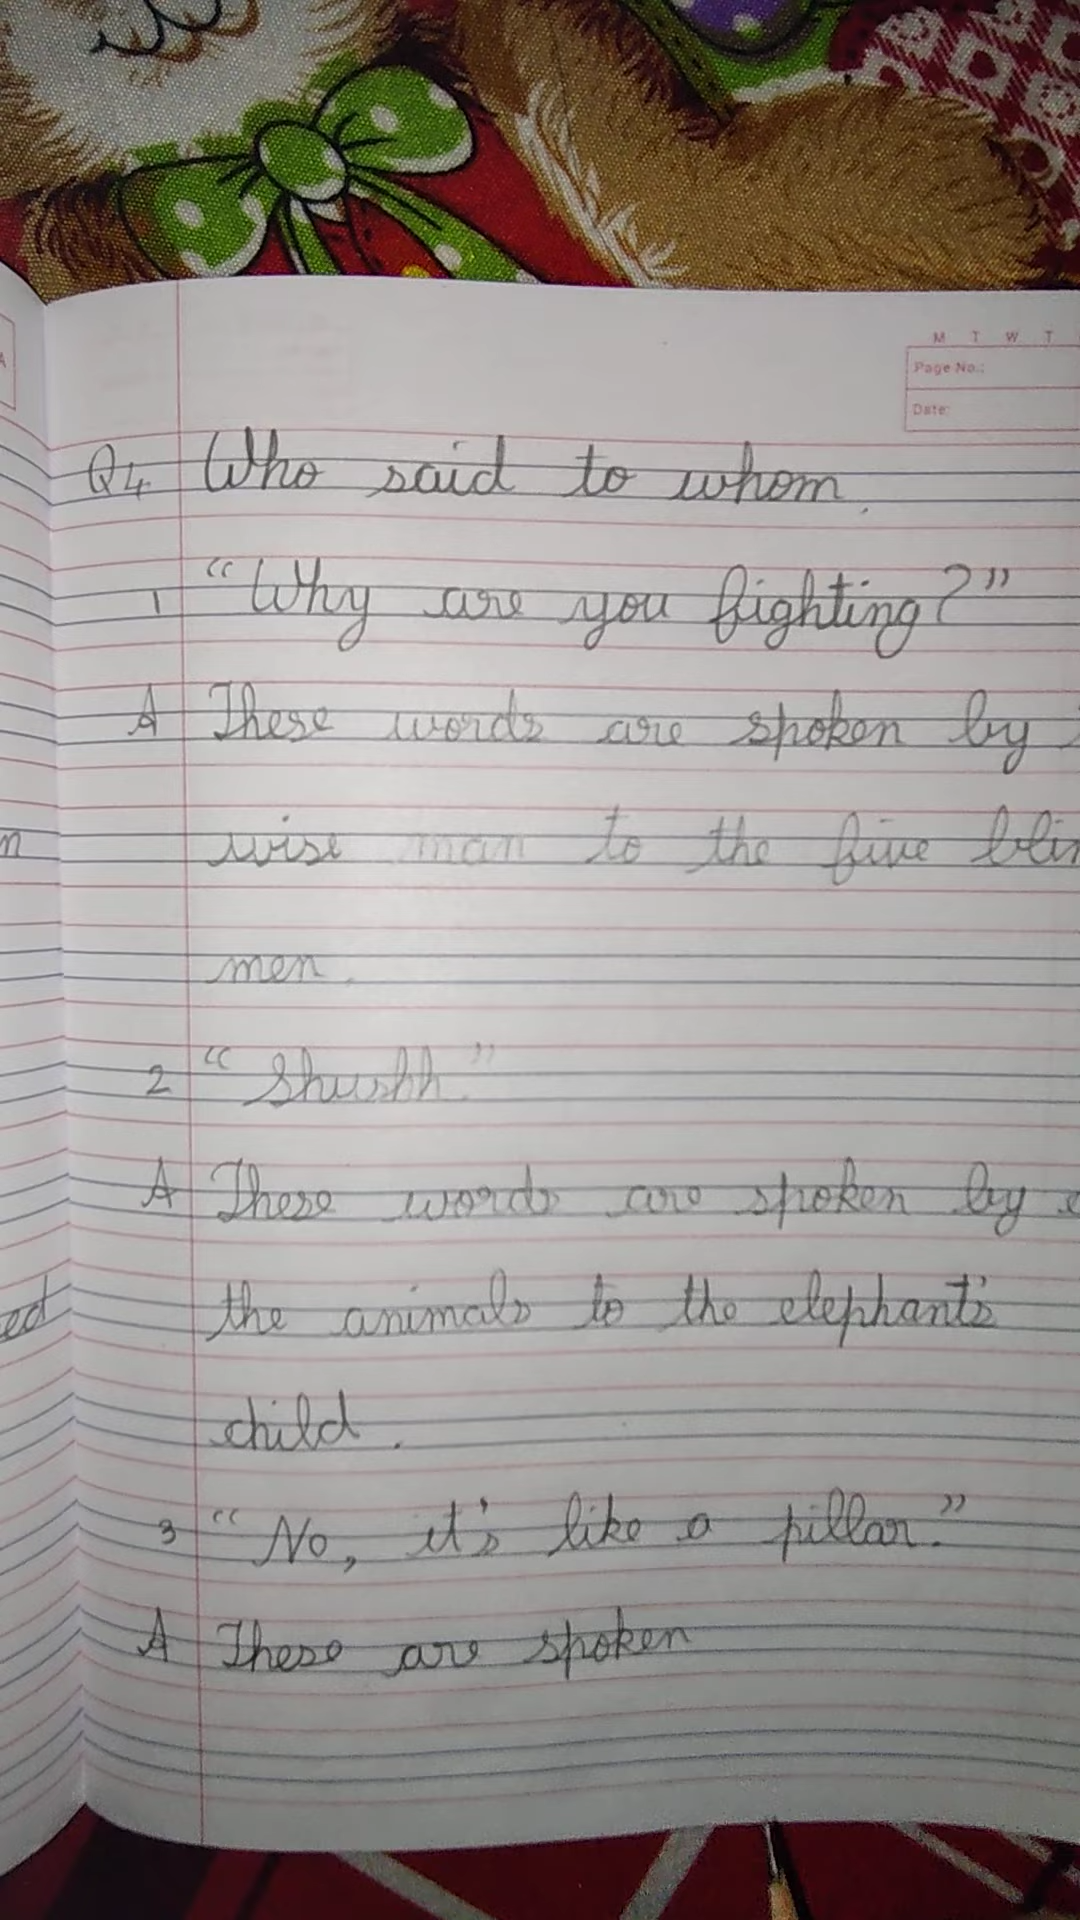 M T W T
Page No.:
Date:
Q4 Who said to whom.
1 "Why are you fighting?"
A These words are spoken by
wise man to the five
men.
2 "Shushh."
A These words are spoken by
the animals to the elephant's
child.
3 "No, it's like a pillar."
A These are spoken
n
ed